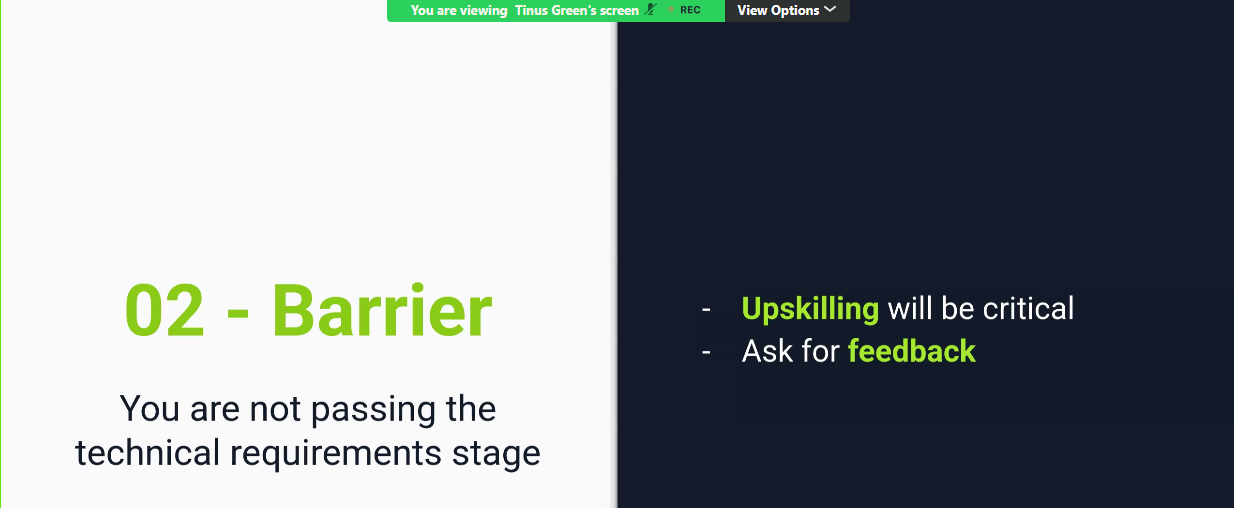 You are viewing Tinus Green's screen REC View Options
02 - Barrier
You are not passing the
technical requirements stage
- Upskilling will be critical
- Ask for feedback